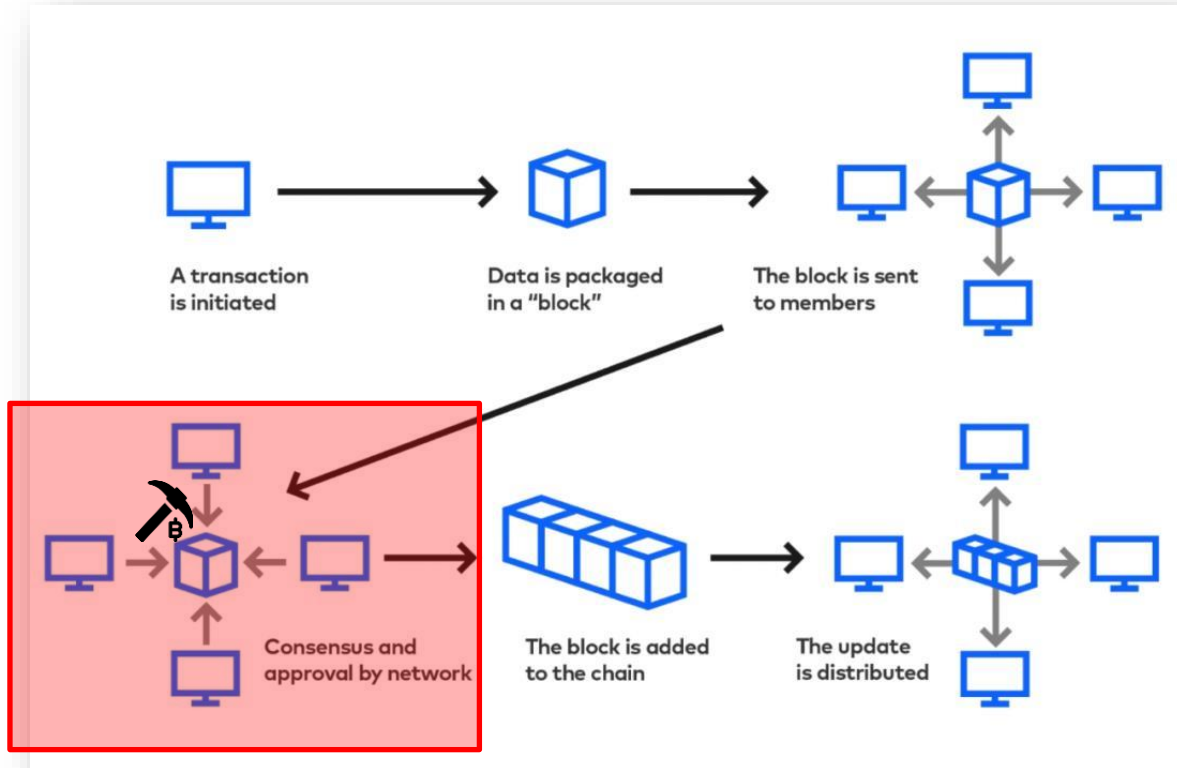 A transaction
is initiated
Data is packaged
in a “block”
The block is sent
to members
Consensus and
approval by network
The block is added
to the chain
The update
is distributed